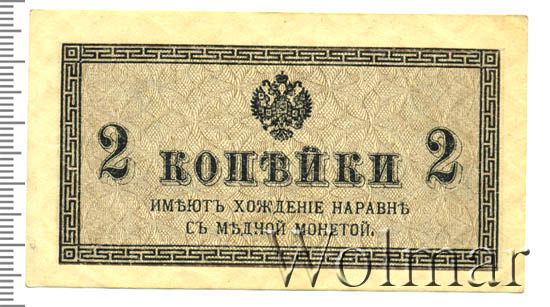 2 КОПѢЙКИ 2
ИМѢЮТЪ ХОЖДЕНІЕ НАРАВНѢ
СЪ МѢДНОЙ МОНЕТОЙ.
Wolmar